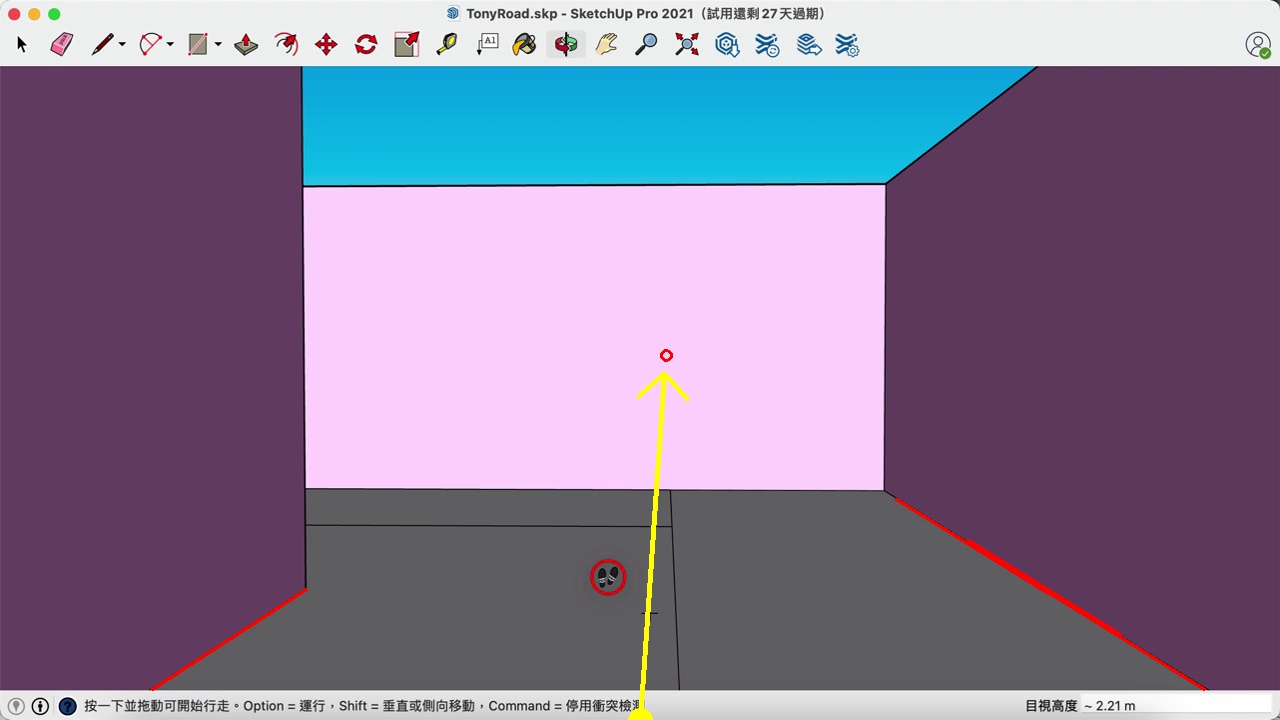 TonyRoad.skp - SketchUp Pro 2021（試用還剩 27 天過期）
A1
按一下並拖動可開始行走。Option = 運行，Shift = 垂直或側向移動，Command = 停用衝突檢測
目視高度 ~ 2.21 m